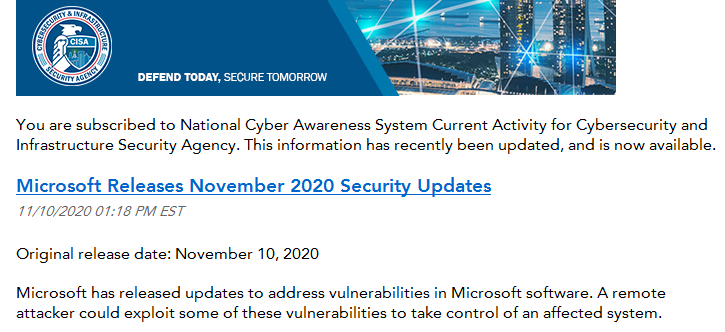 CYBERSECURITY & INFRASTRUCTURE
CISA
SECURITY AGENCY
DEFEND TODAY, SECURE TOMORROW
You are subscribed to National Cyber Awareness System Current Activity for Cybersecurity and
Infrastructure Security Agency. This information has recently been updated, and is now available.
Microsoft Releases November 2020 Security Updates
11/10/2020 01:18 PM EST
Original release date: November 10, 2020
Microsoft has released updates to address vulnerabilities in Microsoft software. A remote
attacker could exploit some of these vulnerabilities to take control of an affected system.